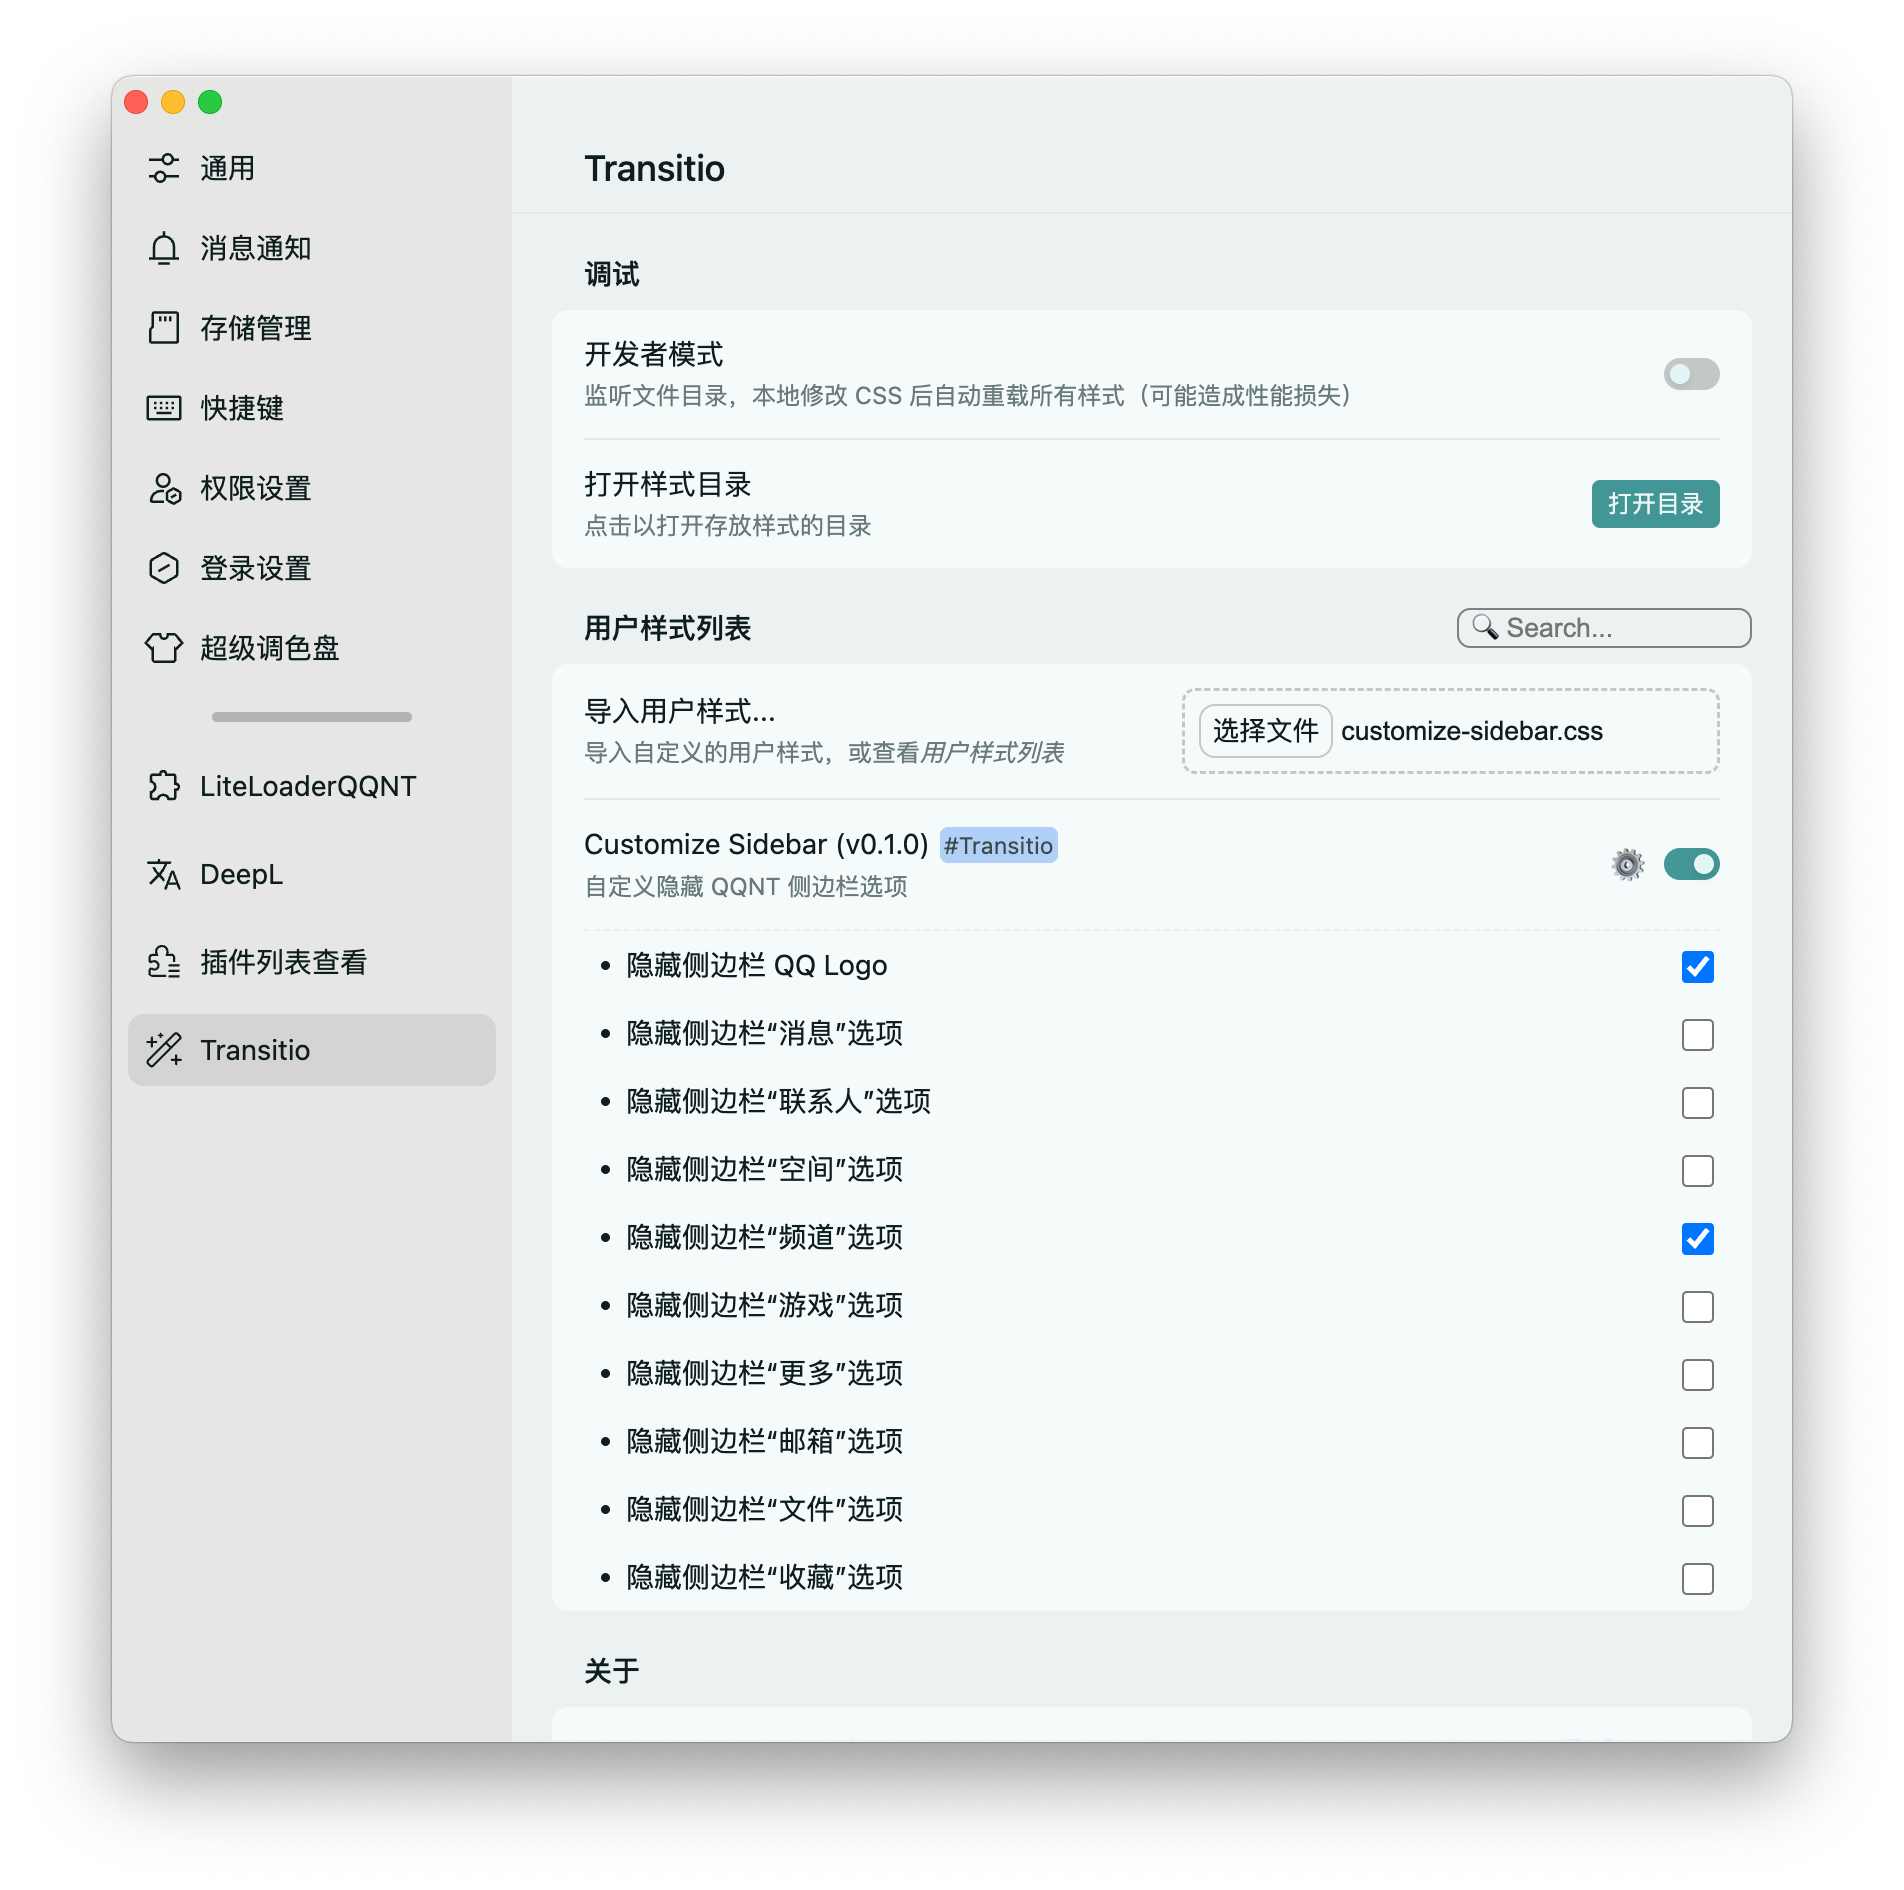 通用
消息通知
存储管理
快捷键
权限设置
登录设置
超级调色盘
LiteLoaderQQNT
DeepL
插件列表查看
Transitio
Transitio
调试
开发者模式
监听文件目录，本地修改 CSS 后自动重载所有样式（可能造成性能损失）
打开样式目录
点击以打开存放样式的目录
打开目录
用户样式列表
🔍 Search...
导入用户样式...
导入自定义的用户样式，或查看用户样式列表
选择文件 customize-sidebar.css
Customize Sidebar (v0.1.0) #Transitio
自定义隐藏 QQNT 侧边栏选项
• 隐藏侧边栏 QQ Logo
• 隐藏侧边栏“消息”选项
• 隐藏侧边栏“联系人”选项
• 隐藏侧边栏“空间”选项
• 隐藏侧边栏“频道”选项
• 隐藏侧边栏“游戏”选项
• 隐藏侧边栏“更多”选项
• 隐藏侧边栏“邮箱”选项
• 隐藏侧边栏“文件”选项
• 隐藏侧边栏“收藏”选项
关于